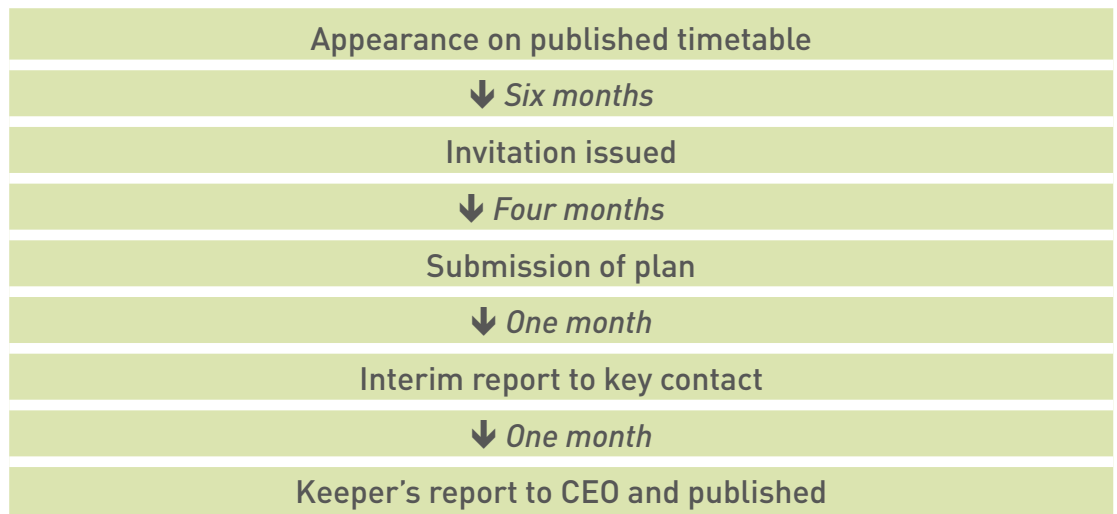 Appearance on published timetable
🡻 Six months
Invitation issued
🡻 Four months
Submission of plan
🡻 One month
Interim report to key contact
🡻 One month
Keeper’s report to CEO and published